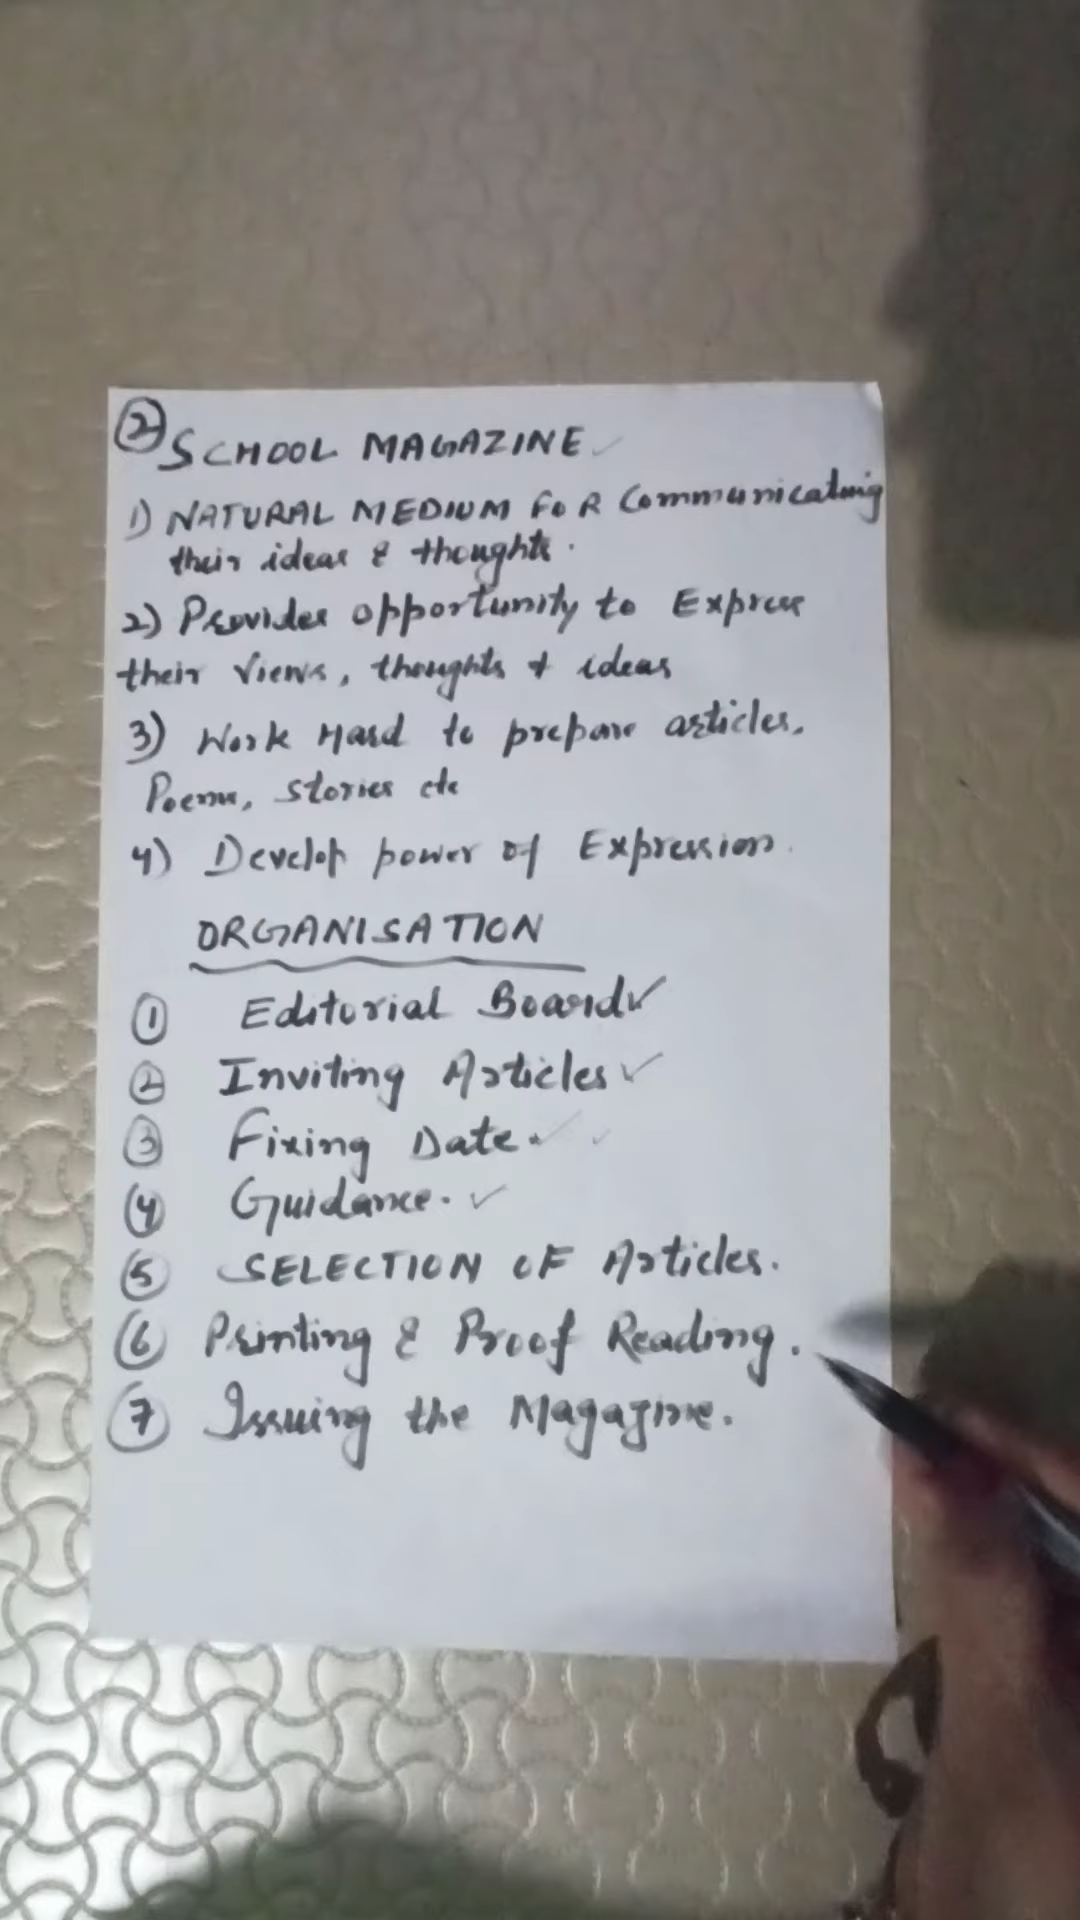 2
SCHOOL MAGAZINE
1) NATURAL MEDIUM FOR Communicating
their ideas & thoughts.
2) Provides opportunity to Express
their views, thoughts & ideas
3) Work Hard to prepare articles,
Poems, stories etc
4) Develop power of Expression.
ORGANISATION
1 Editorial Board
2 Inviting Articles
3 Fixing Date.
4 Guidance.
5 SELECTION OF Articles.
6 Printing & Proof Reading.
7 Issuing the Magazine.